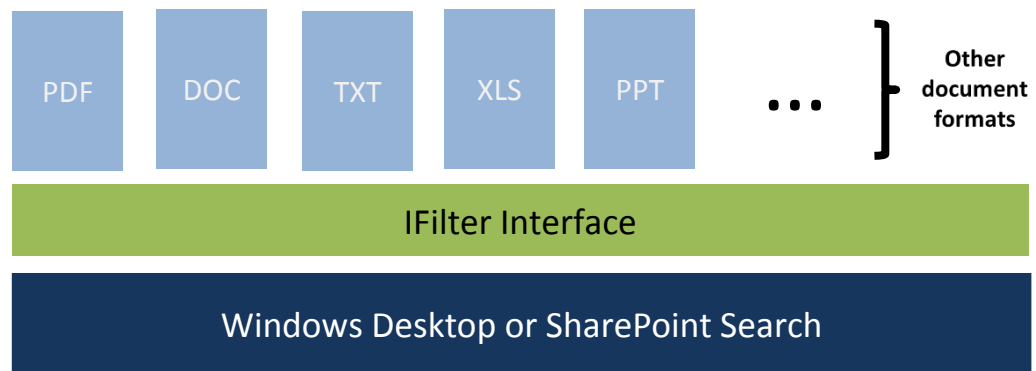 PDF
DOC
TXT
XLS
PPT
...
Other
document
formats
IFilter Interface
Windows Desktop or SharePoint Search